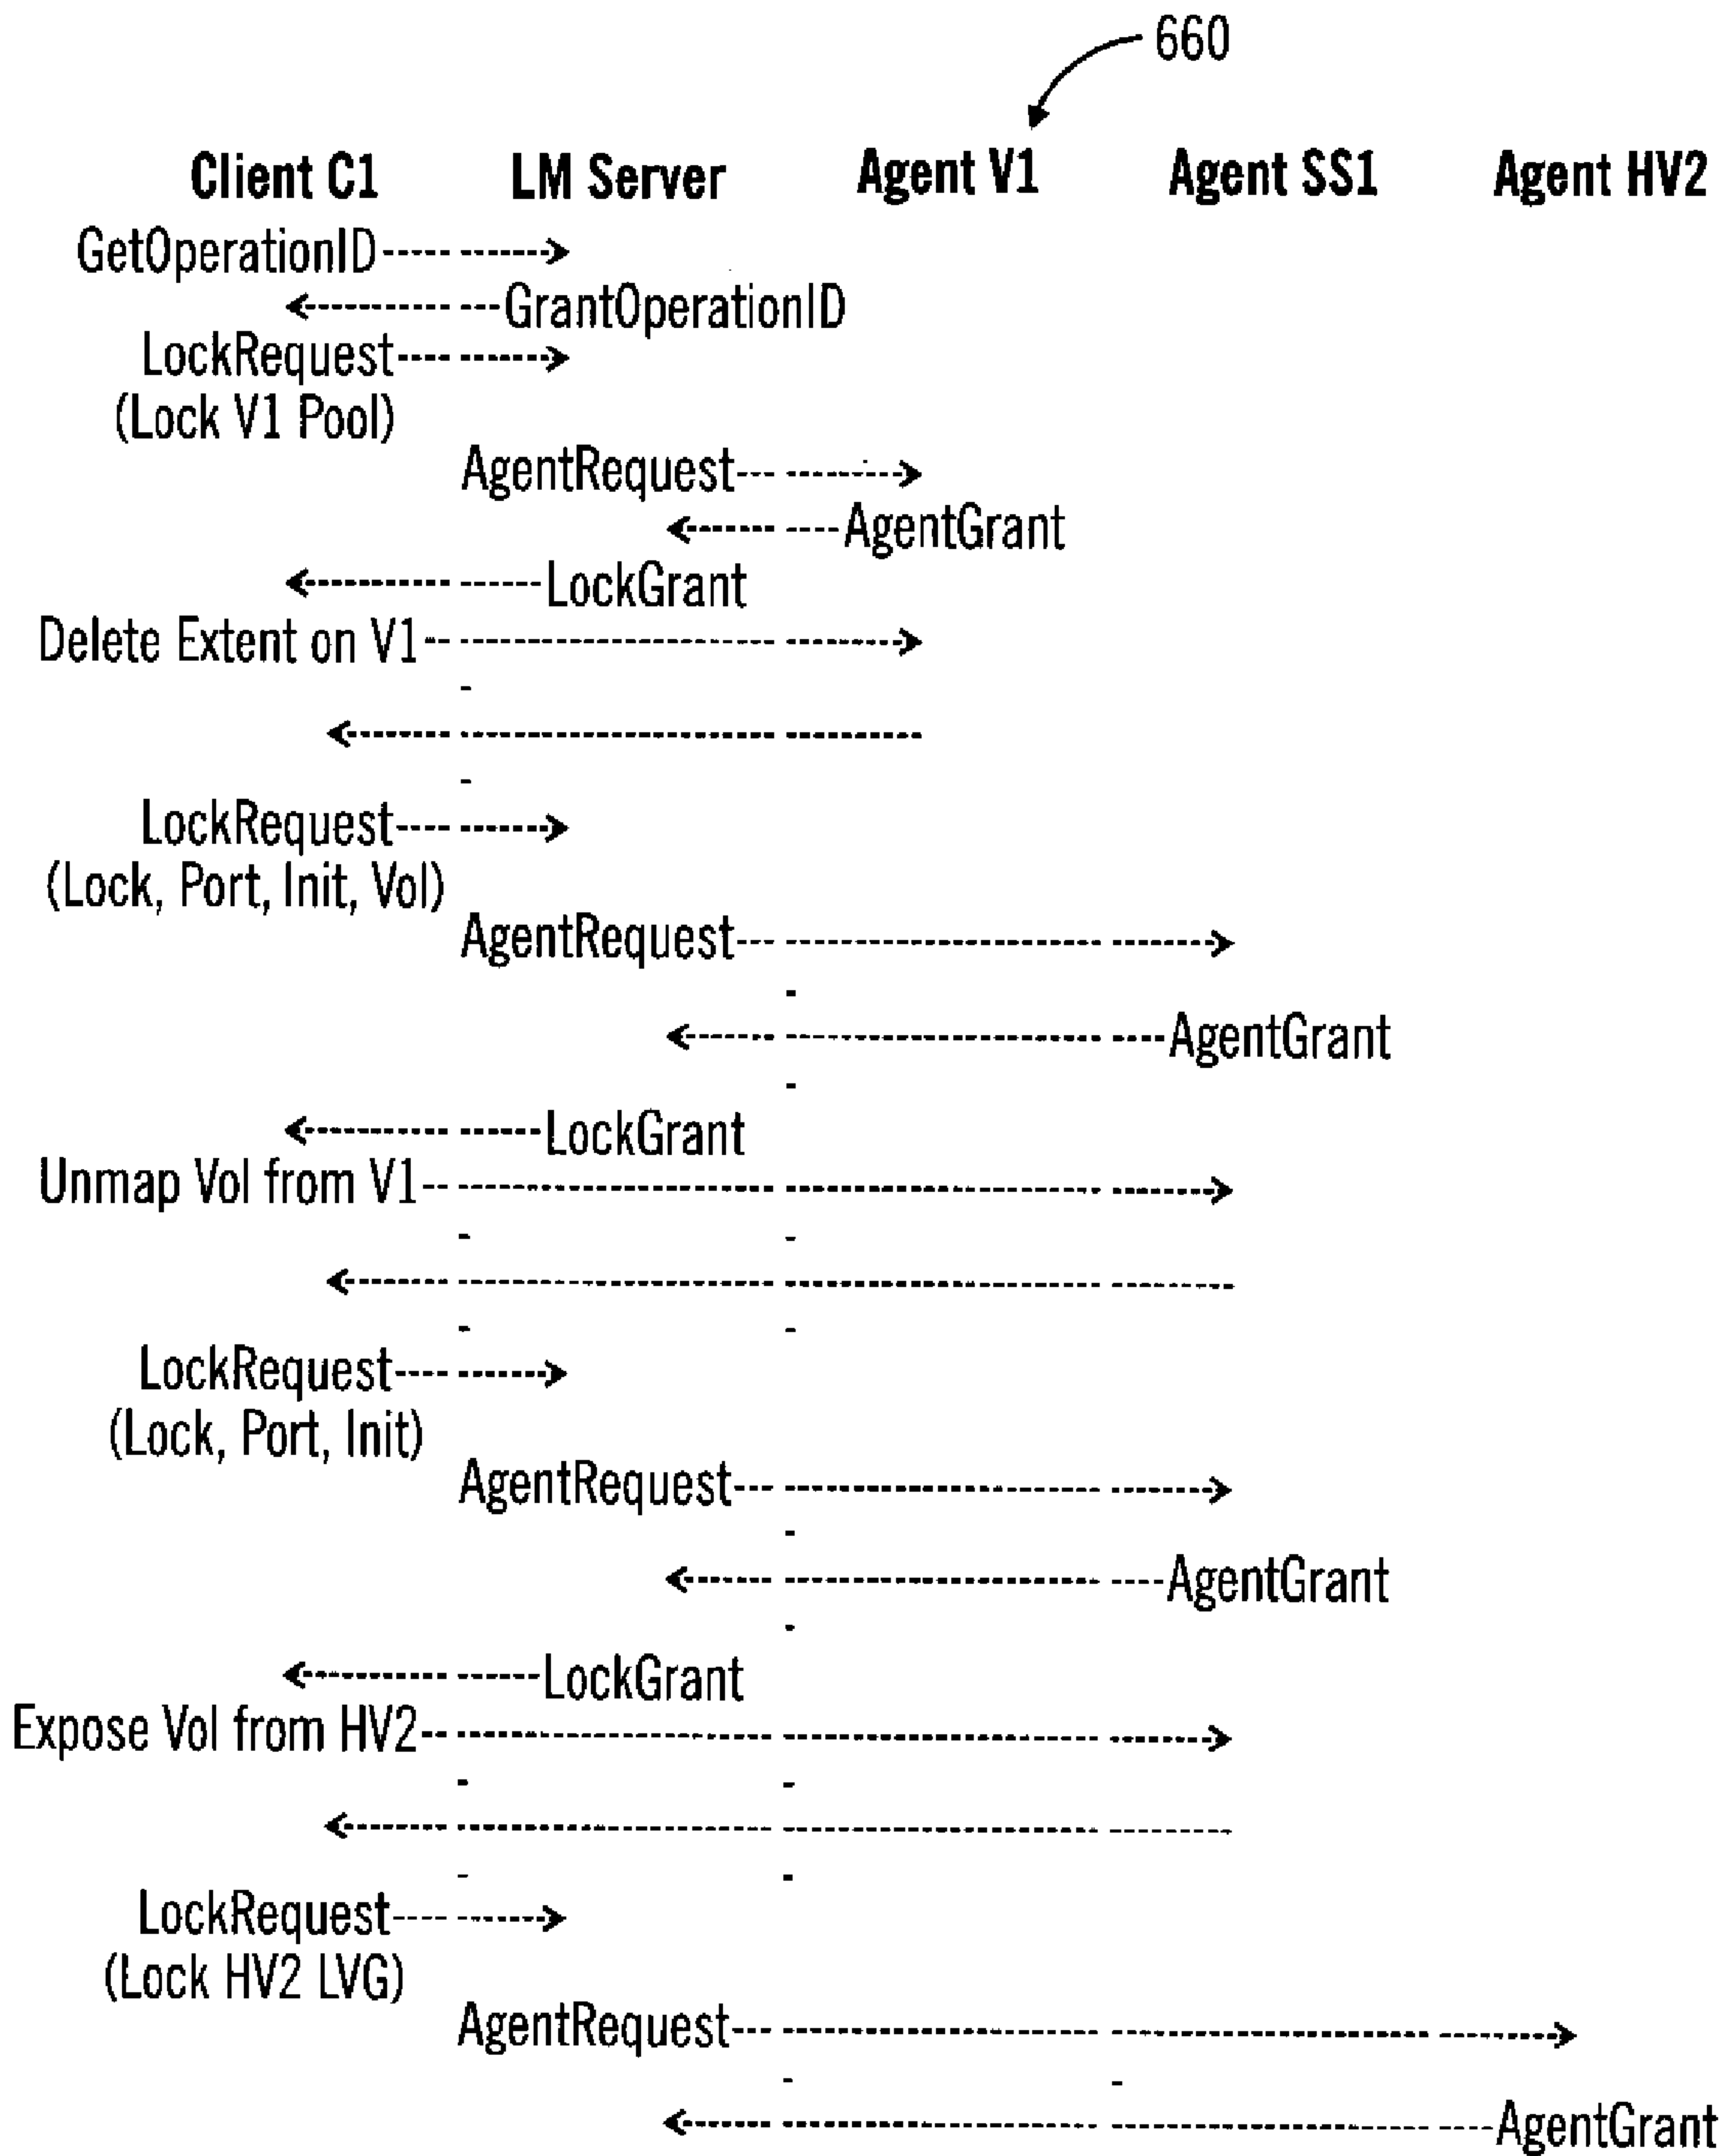 660
Client C1 LM Server Agent V1 Agent SS1 Agent HV2
GetOperationID
GrantOperationID
LockRequest
(Lock V1 Pool)
AgentRequest
AgentGrant
LockGrant
Delete Extent on V1
LockRequest
(Lock, Port, Init, Vol)
AgentRequest
AgentGrant
LockGrant
Unmap Vol from V1
LockRequest
(Lock, Port, Init)
AgentRequest
AgentGrant
LockGrant
Expose Vol from HV2
LockRequest
(Lock HV2 LVG)
AgentRequest
AgentGrant